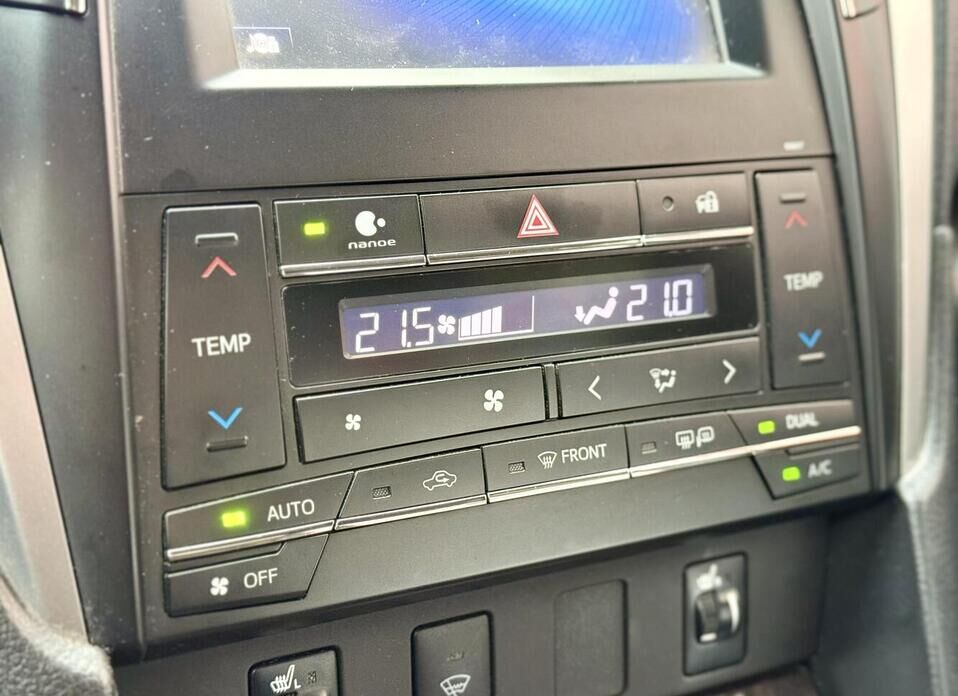 nanoe
TEMP
21.5
21.0
TEMP
DUAL
FRONT
AUTO
A/C
OFF
L